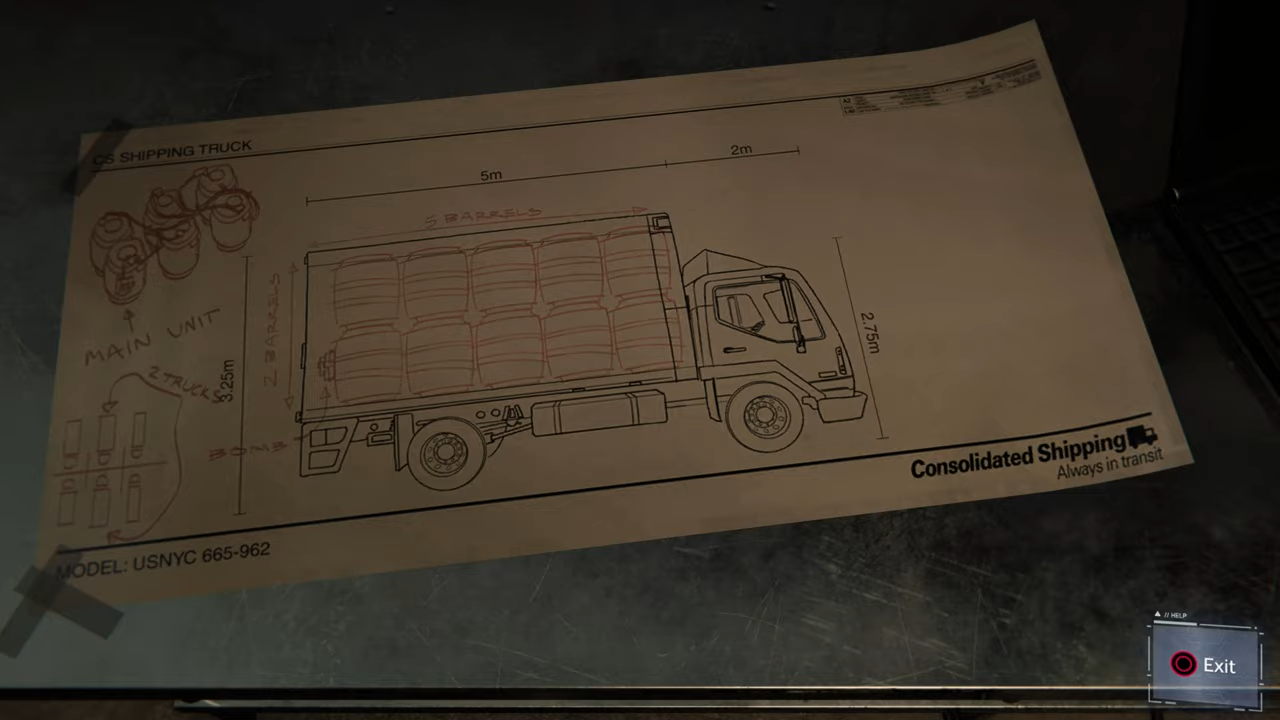 CS SHIPPING TRUCK
5m
2m
5 BARRELS
2 BARRELS
MAIN UNIT
2 TRUCKS
3.25m
2.75m
BOMB
Consolidated Shipping
Always in transit
MODEL: USNYC 665-962
// HELP
Exit